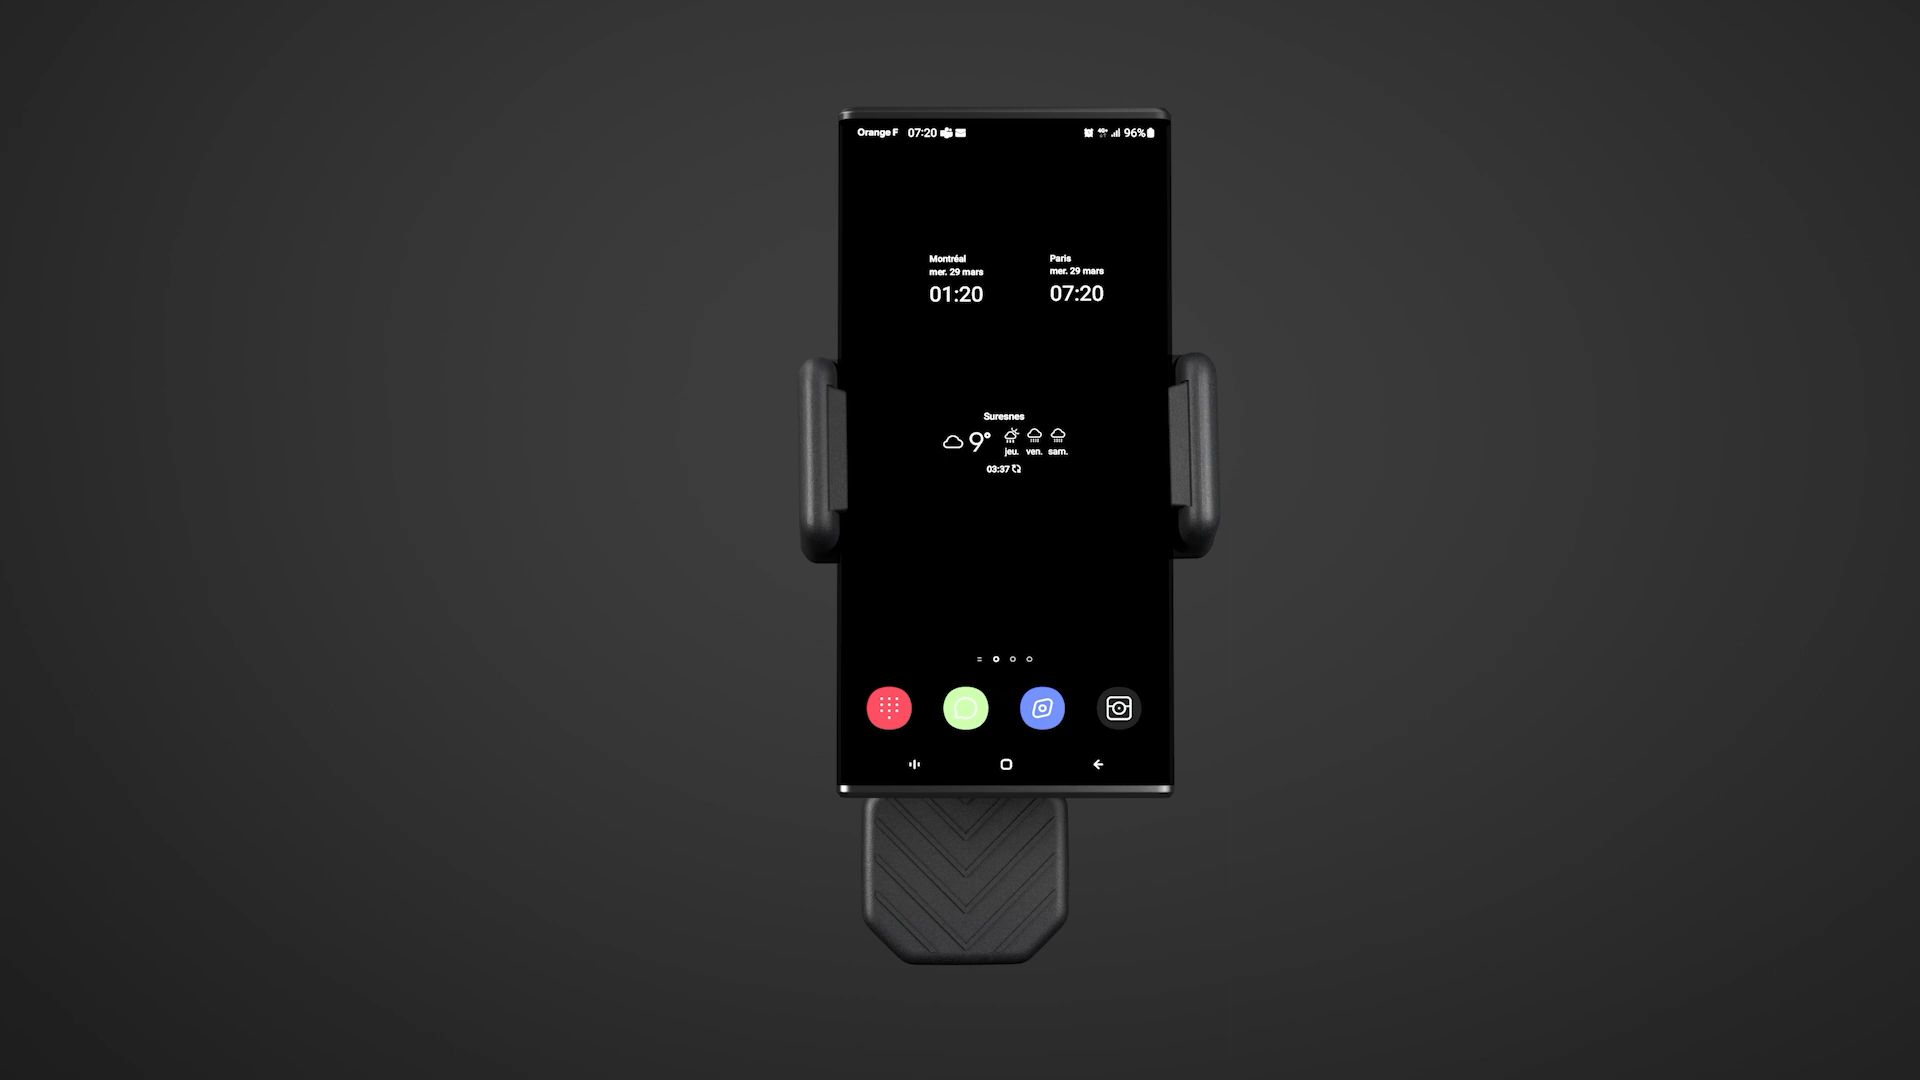 Orange F 07:20 4G+ 96%
Montréal
mer. 29 mars
01:20
Paris
mer. 29 mars
07:20
Suresnes
9°
jeu. ven. sam.
03:37